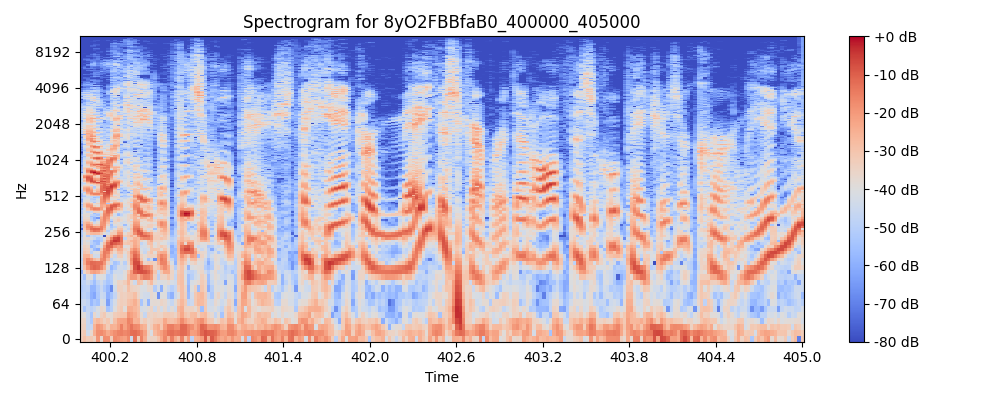 Spectrogram for 8yO2FBBfaB0_400000_405000
Hz
8192
4096
2048
1024
512
256
128
64
0
400.2 400.8 401.4 402.0 402.6 403.2 403.8 404.4 405.0
Time
+0 dB
-10 dB
-20 dB
-30 dB
-40 dB
-50 dB
-60 dB
-70 dB
-80 dB